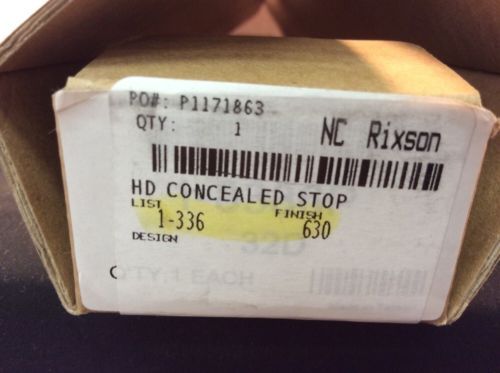 PO#: P1171863
QTY: 1 NC Rixson
HD CONCEALED STOP
LIST FINISH
1-336 630
DESIGN 32D
QTY 1 EACH